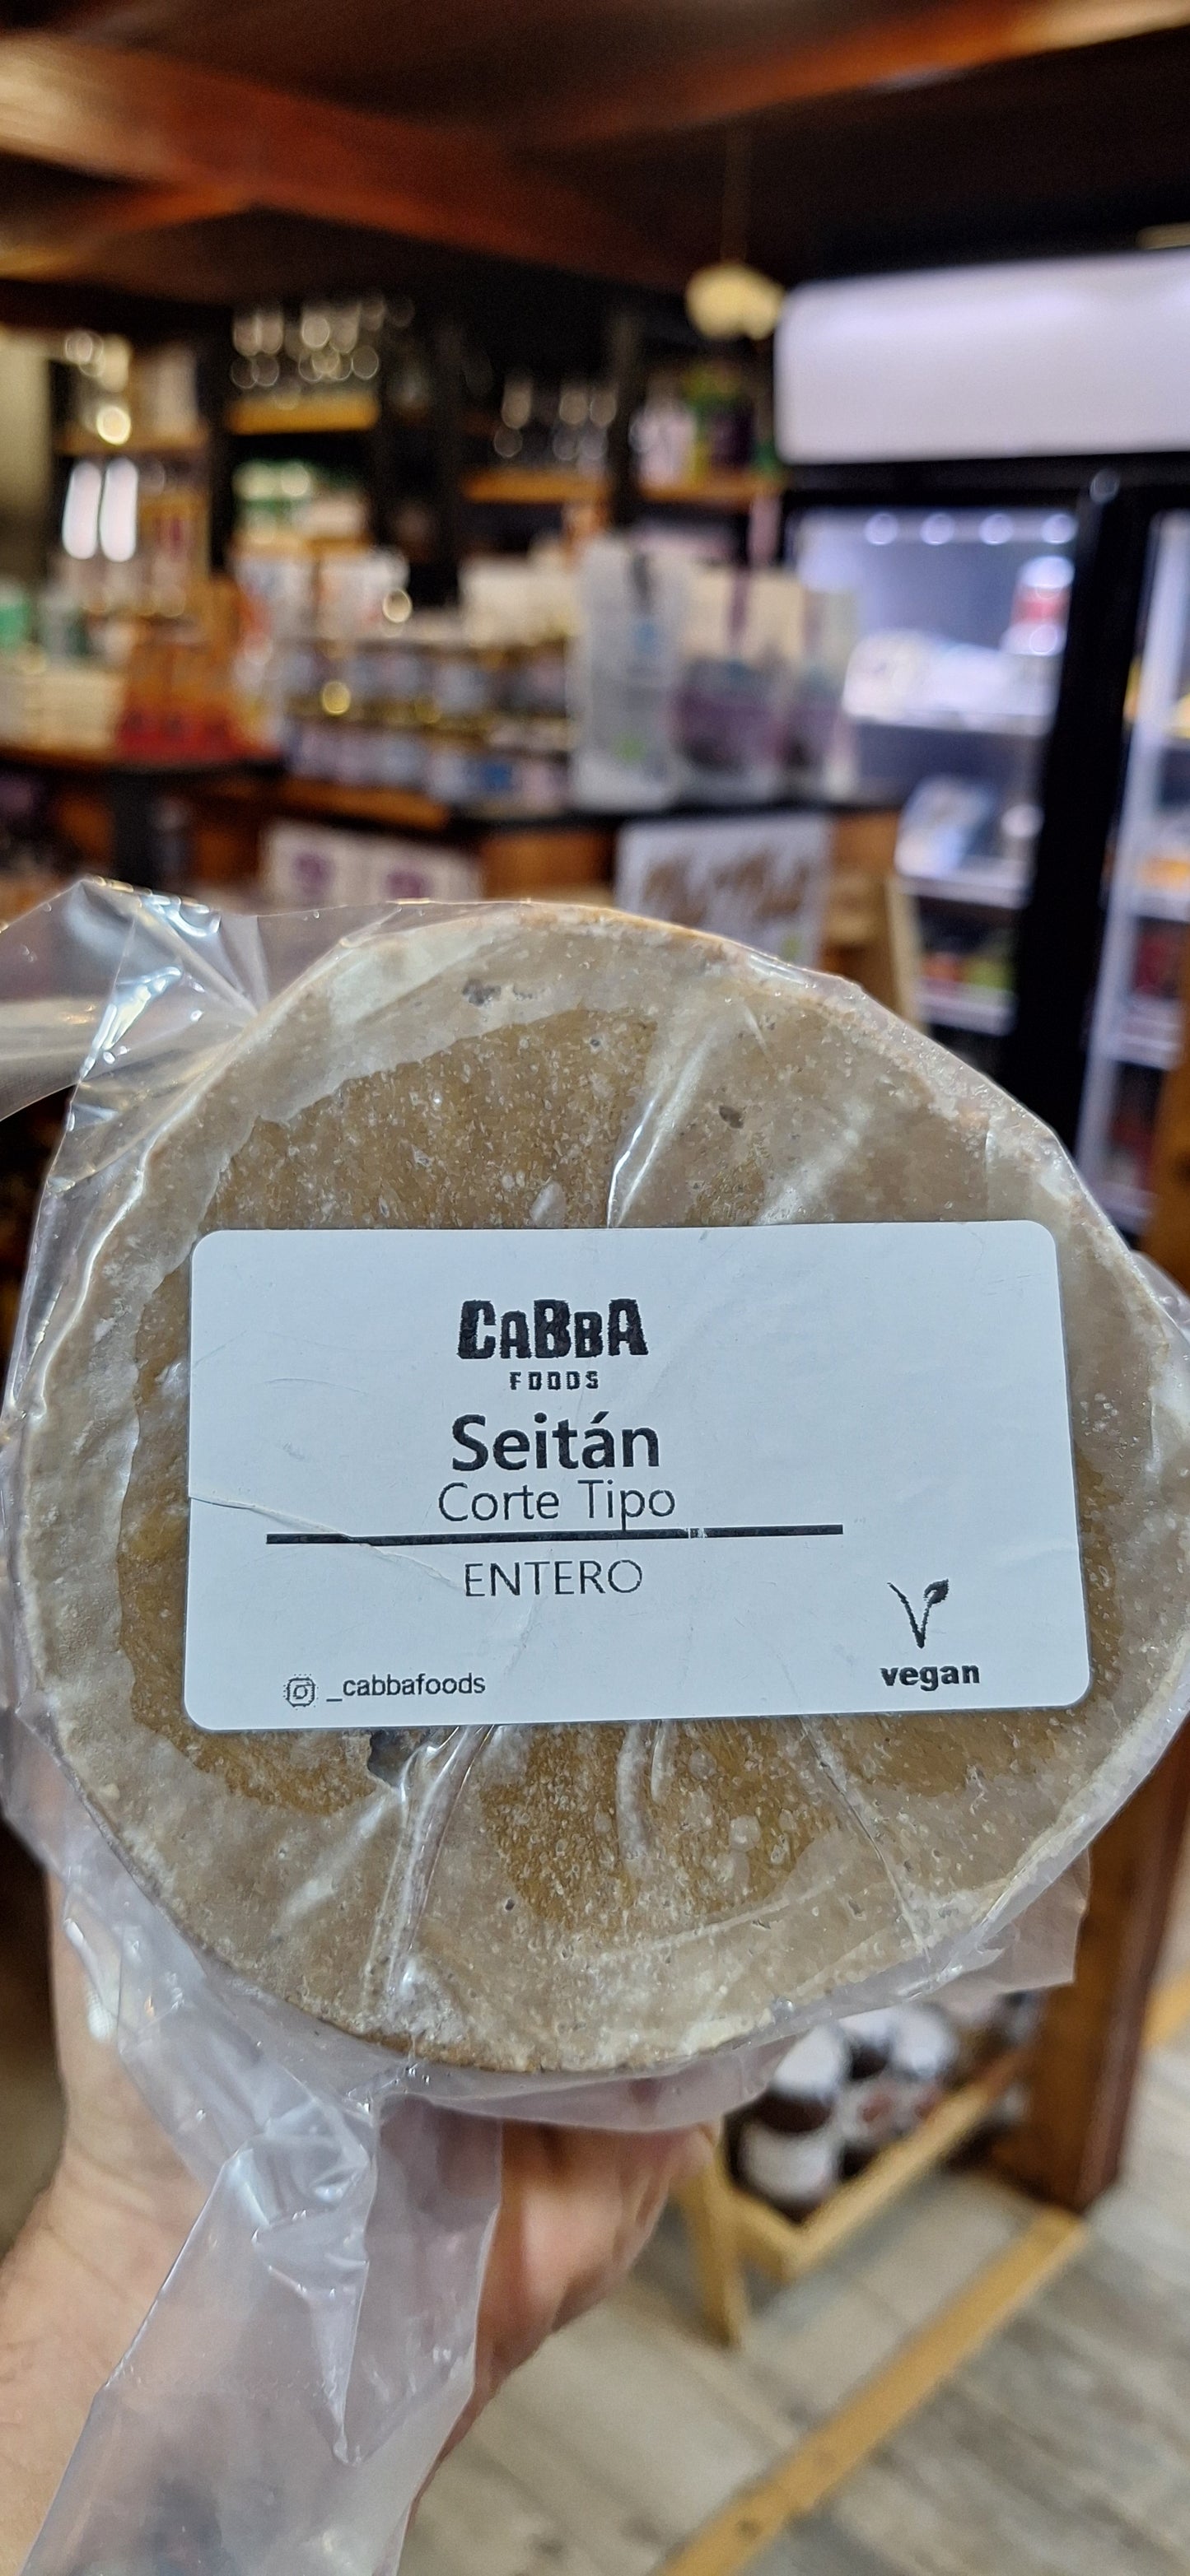 CaBBA
FOODS
Seitán
Corte Tipo
ENTERO
vegan
_cabbafoods